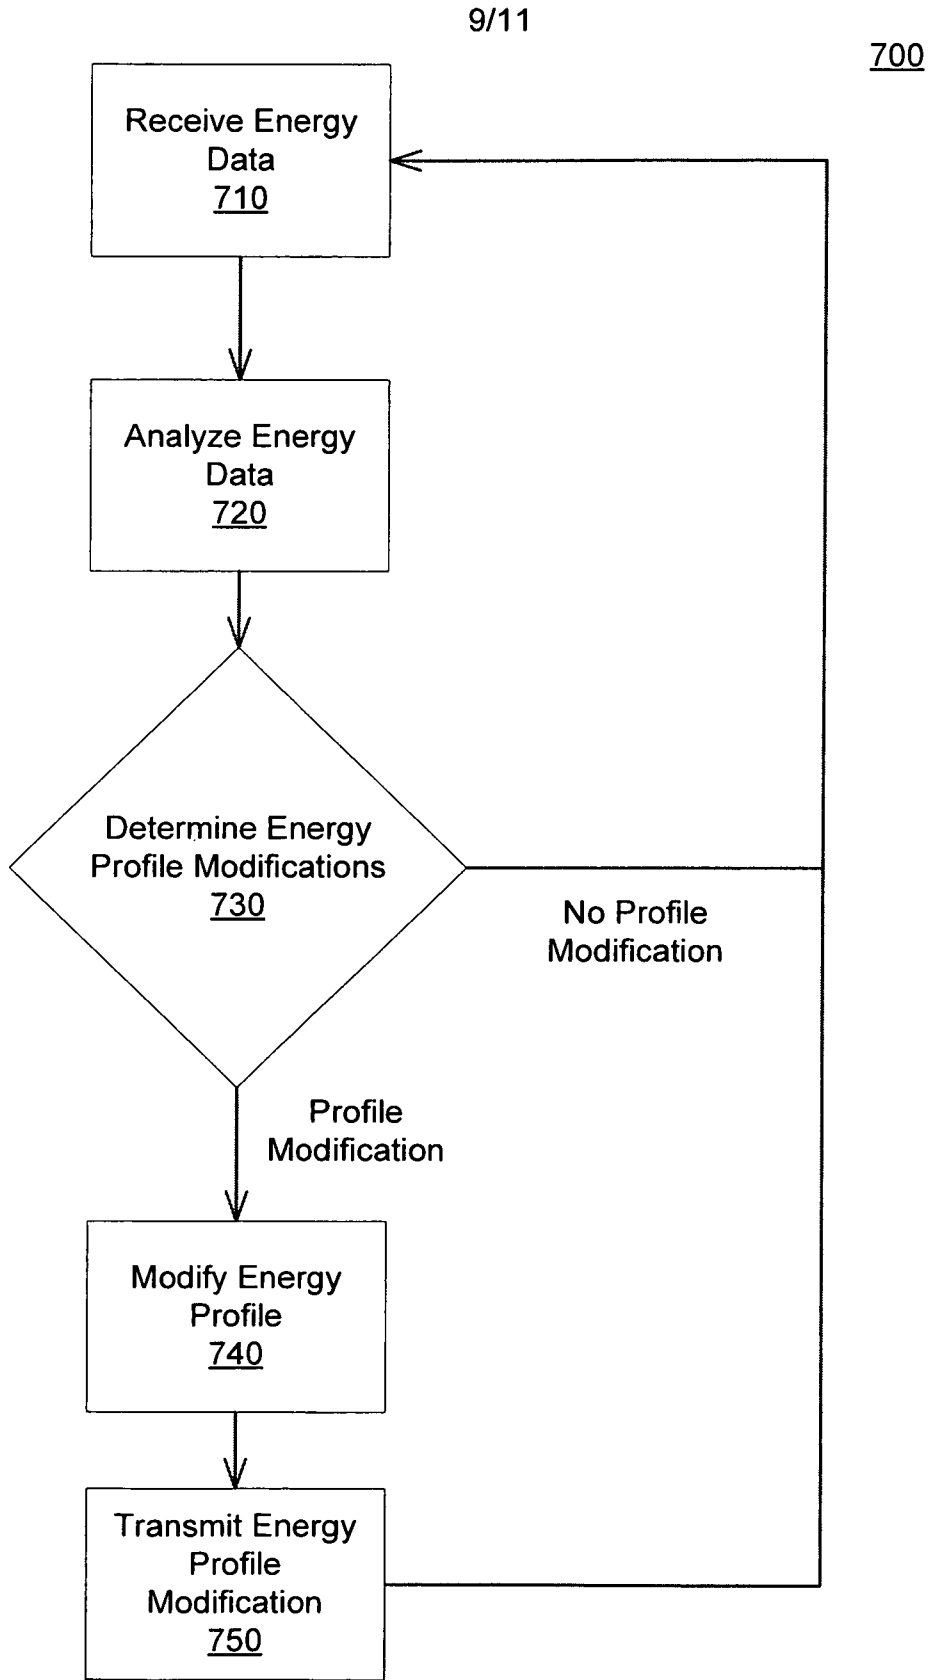 9/11
700
Receive Energy
Data
710
Analyze Energy
Data
720
Determine Energy
Profile Modifications
730
No Profile
Modification
Profile
Modification
Modify Energy
Profile
740
Transmit Energy
Profile
Modification
750